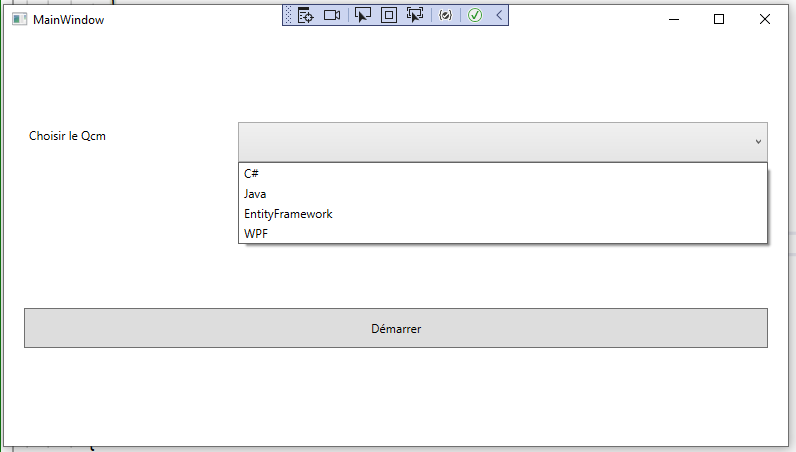 MainWindow
Choisir le Qcm
C#
Java
EntityFramework
WPF
Démarrer